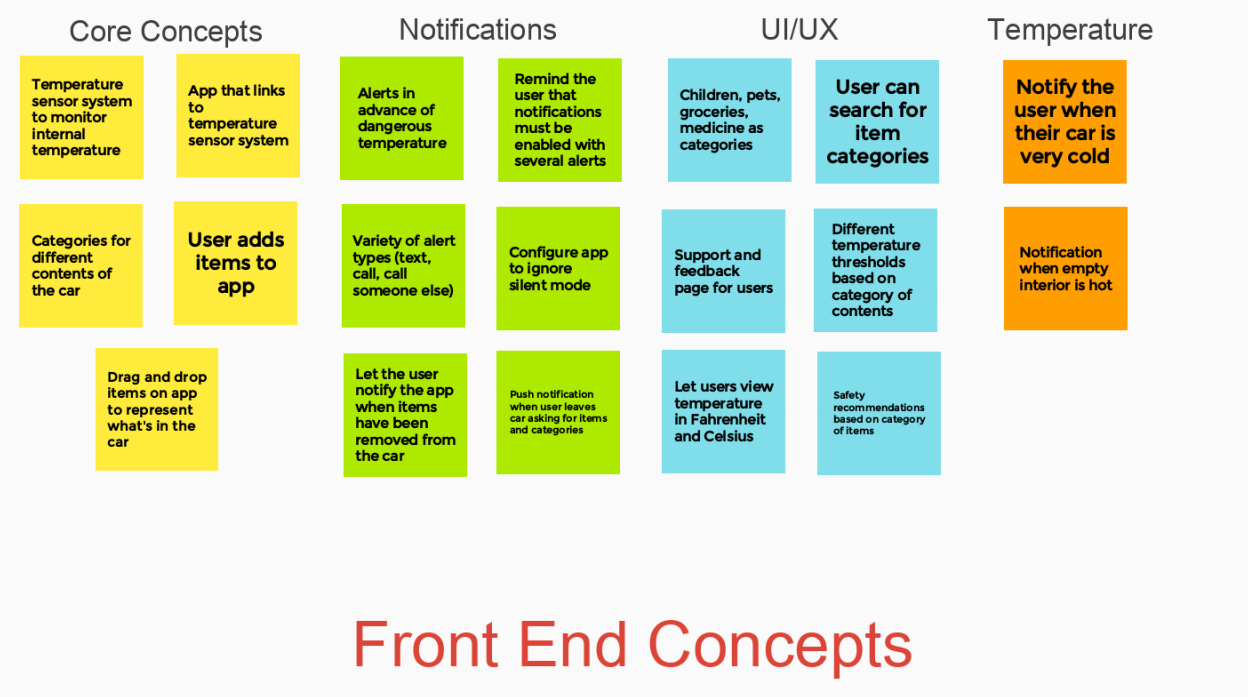 Core Concepts
Temperature
sensor system
to monitor
internal
temperature
App that links
to
temperature
sensor system
Categories for
different
contents of
the car
User adds
items to
app
Drag and drop
items on app
to represent
what's in the
car
Notifications
Alerts in
advance of
dangerous
temperature
Remind the
user that
notifications
must be
enabled with
several alerts
Variety of alert
types (text,
call, call
someone else)
Configure app
to ignore
silent mode
Let the user
notify the app
when items
have been
removed from
the car
Push notification
when user leaves
car asking for items
and categories
UI/UX
Children, pets,
groceries,
medicine as
categories
User can
search for
item
categories
Support and
feedback
page for users
Different
temperature
thresholds
based on
category of
contents
Let users view
temperature
in Fahrenheit
and Celsius
Safety
recommendations
based on category
of items
Temperature
Notify the
user when
their car is
very cold
Notification
when empty
interior is hot
Front End Concepts